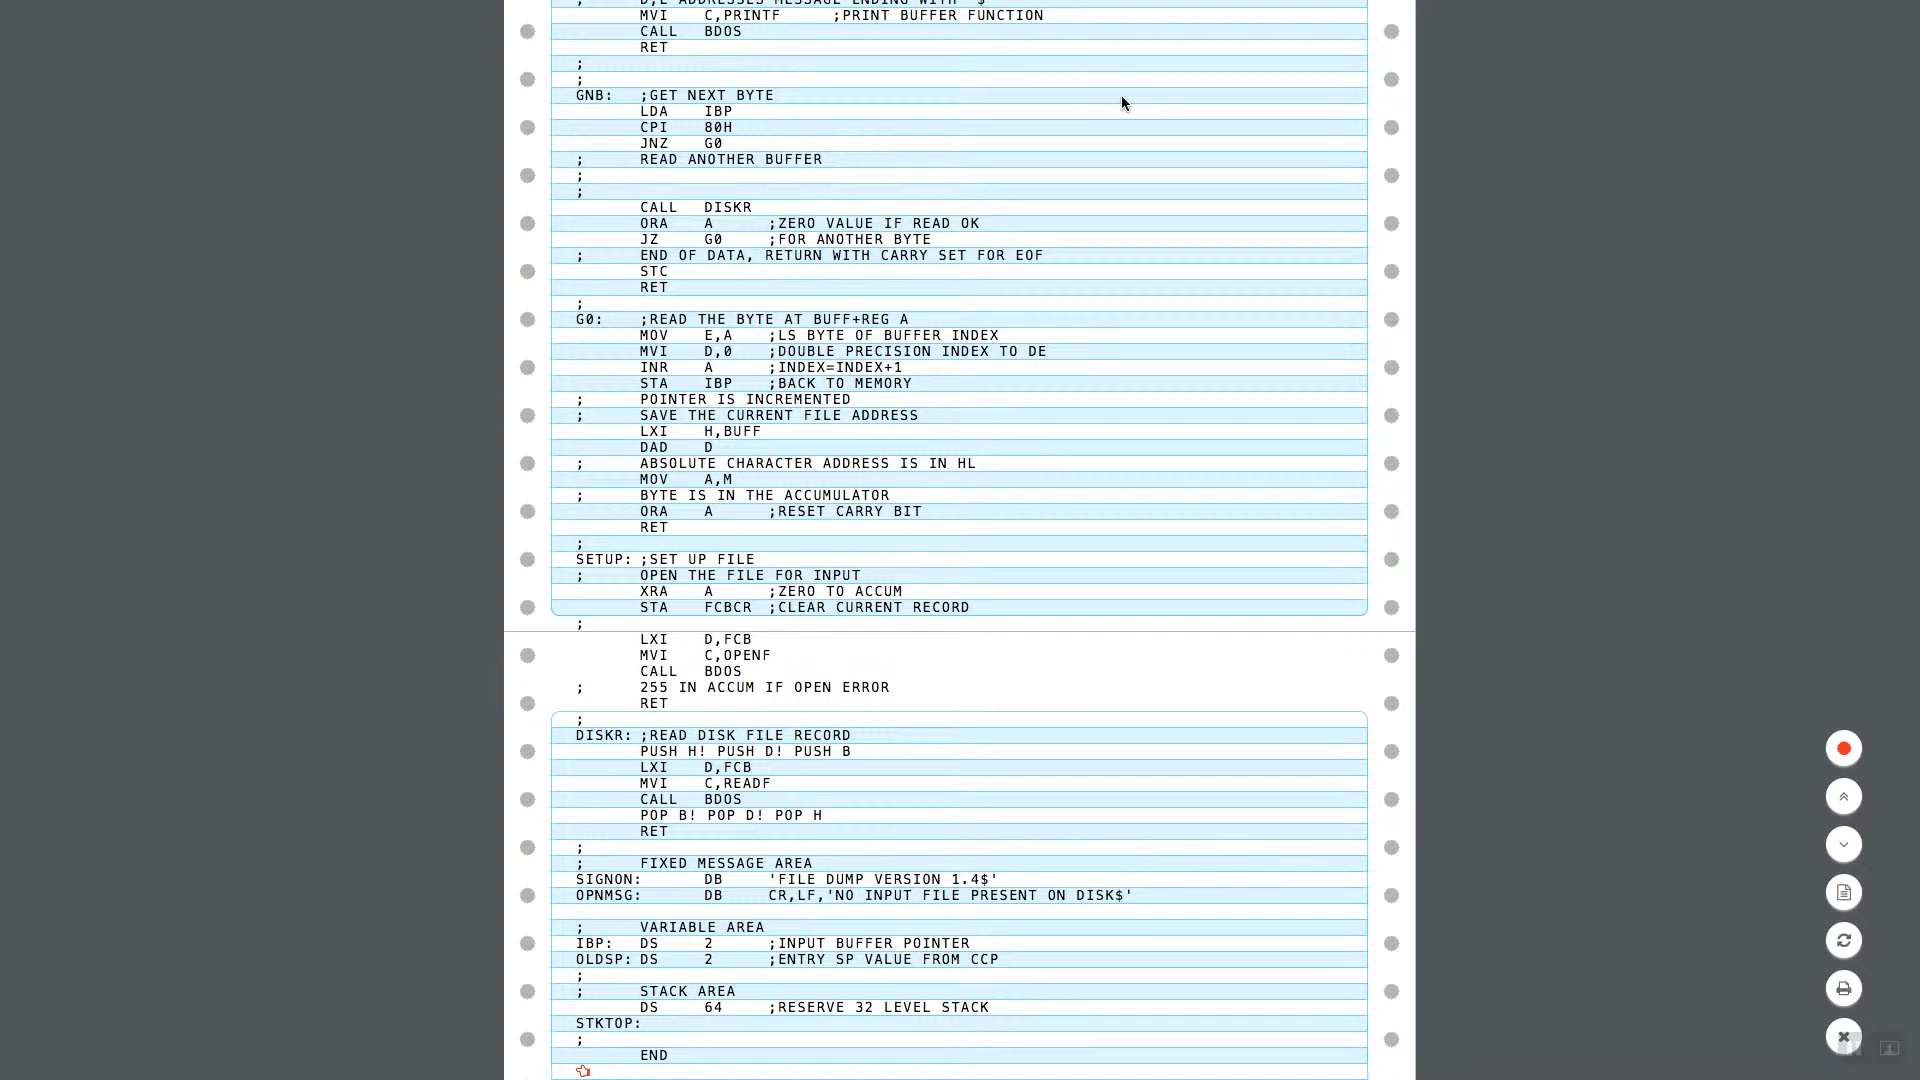 ;       D,E ADDRESSES MESSAGE ENDING WITH "$"
        MVI     C,PRINTF        ;PRINT BUFFER FUNCTION
        CALL    BDOS
        RET
;
;
GNB:    ;GET NEXT BYTE
        LDA     IBP
        CPI     80H
        JNZ     G0
;       READ ANOTHER BUFFER
;
;
        CALL    DISKR
        ORA     A       ;ZERO VALUE IF READ OK
        JZ      G0      ;FOR ANOTHER BYTE
;       END OF DATA, RETURN WITH CARRY SET FOR EOF
        STC
        RET
;
G0:     ;READ THE BYTE AT BUFF+REG A
        MOV     E,A     ;LS BYTE OF BUFFER INDEX
        MVI     D,0     ;DOUBLE PRECISION INDEX TO DE
        INR     A       ;INDEX=INDEX+1
        STA     IBP     ;BACK TO MEMORY
;       POINTER IS INCREMENTED
;       SAVE THE CURRENT FILE ADDRESS
        LXI     H,BUFF
        DAD     D
;       ABSOLUTE CHARACTER ADDRESS IS IN HL
        MOV     A,M
;       BYTE IS IN THE ACCUMULATOR
        ORA     A       ;RESET CARRY BIT
        RET
;
SETUP:  ;SET UP FILE
;       OPEN THE FILE FOR INPUT
        XRA     A       ;ZERO TO ACCUM
        STA     FCBCR   ;CLEAR CURRENT RECORD
;
        LXI     D,FCB
        MVI     C,OPENF
        CALL    BDOS
;       255 IN ACCUM IF OPEN ERROR
        RET
;
DISKR:  ;READ DISK FILE RECORD
        PUSH H! PUSH D! PUSH B
        LXI     D,FCB
        MVI     C,READF
        CALL    BDOS
        POP B! POP D! POP H
        RET
;
;       FIXED MESSAGE AREA
SIGNON:         DB      'FILE DUMP VERSION 1.4$'
OPNMSG:         DB      CR,LF,'NO INPUT FILE PRESENT ON DISK$'
;       VARIABLE AREA
IBP:    DS      2       ;INPUT BUFFER POINTER
OLDSP:  DS      2       ;ENTRY SP VALUE FROM CCP
;
;       STACK AREA
        DS      64      ;RESERVE 32 LEVEL STACK
STKTOP:
;
        END